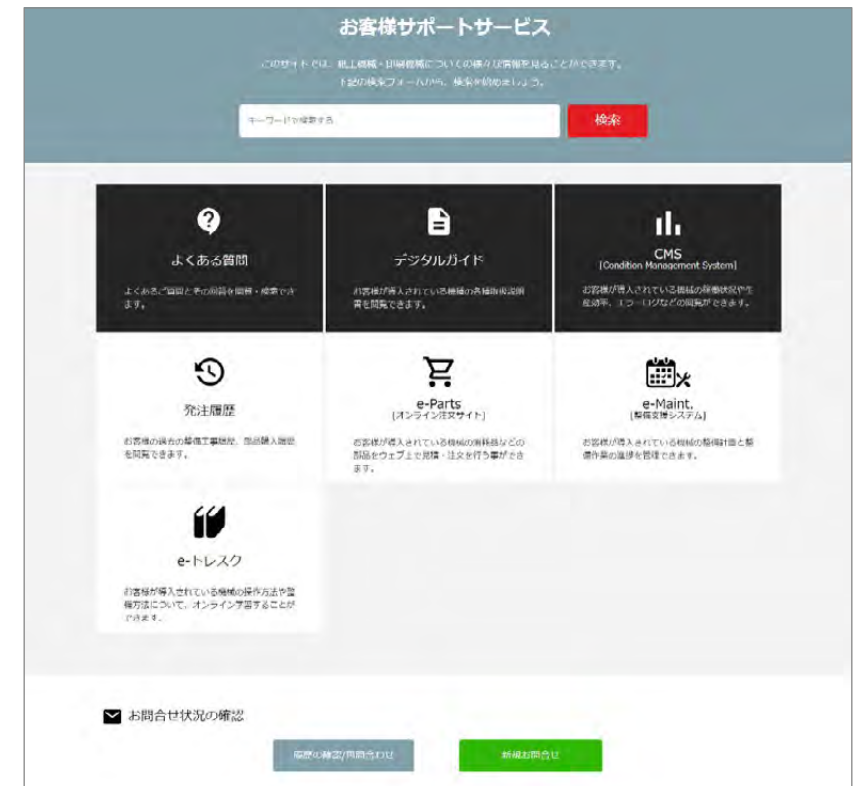 お客様サポートサービス
このサイトでは、紙工機械・印刷機械についての様々な情報を見ることができます。
下記の検索フォームから、検索を始めましょう。
キーワードで検索する
検索
よくある質問
よくあるご質問とその回答を閲覧・検索できます。
デジタルガイド
お客様が導入されている機械の各種取扱説明
書を閲覧できます。
CMS
[Condition Management System]
お客様が導入されている機械の稼働状況や生
産効率、エラーログなどの閲覧ができます。
発注履歴
お客様の過去の整備工事履歴、部品購入履歴
を閲覧できます。
e-Parts
[オンライン注文サイト]
お客様が導入されている機械の消耗品などの
部品をウェブ上で見積・注文を行う事ができ
ます。
e-Maint.
[整備支援システム]
お客様が導入されている機械の整備計画と整
備作業の進捗を管理できます。
e-トレスク
お客様が導入されている機械の操作方法や整
備方法について、オンライン学習することが
できます。
お問合せ状況の確認
履歴の確認/再問合わせ
新規お問合せ